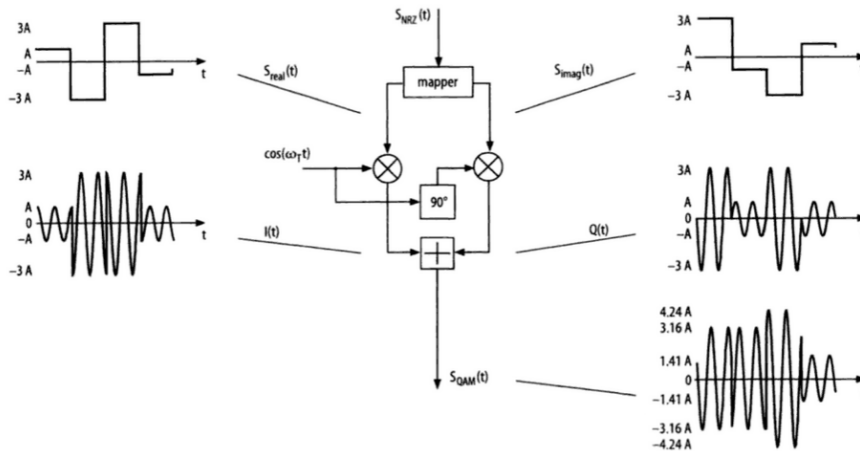 3A
A
−A
−3 A
t
S_real(t)
S_NRZ(t)
mapper
S_imag(t)
3A
A
−A
−3 A
cos(ω_T t)
90°
3A
A
0
−A
−3 A
t
I(t)
Q(t)
3A
A
0
−A
−3 A
S_QAM(t)
4.24 A
3.16 A
1.41 A
0
−1.41 A
−3.16 A
−4.24 A